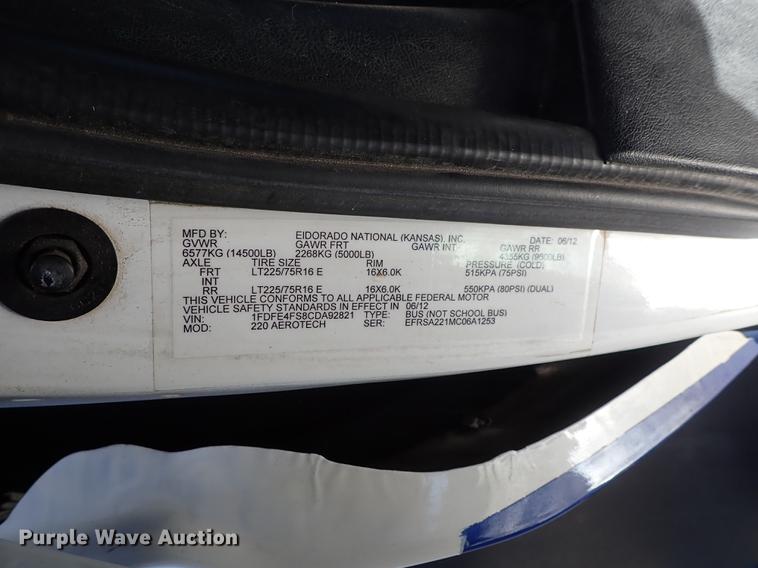 MFD BY: EIDORADO NATIONAL (KANSAS), INC. DATE: 06/12
GVWR GAWR FRT GAWR INT GAWR RR
6577KG (14500LB) 2268KG (5000LB) 4355KG (9600LB)
AXLE TIRE SIZE RIM PRESSURE (COLD)
FRT LT225/75R16 E 16X6.0K 515KPA (75PSI)
INT
RR LT225/75R16 E 16X6.0K 550KPA (80PSI) (DUAL)
THIS VEHICLE CONFORMS TO ALL APPLICABLE FEDERAL MOTOR
VEHICLE SAFETY STANDARDS IN EFFECT IN 06/12
VIN: 1FDFE4FS8CDA92821 TYPE: BUS (NOT SCHOOL BUS)
MOD: 220 AEROTECH SER: EFRSA221MC06A1253
Purple Wave Auction